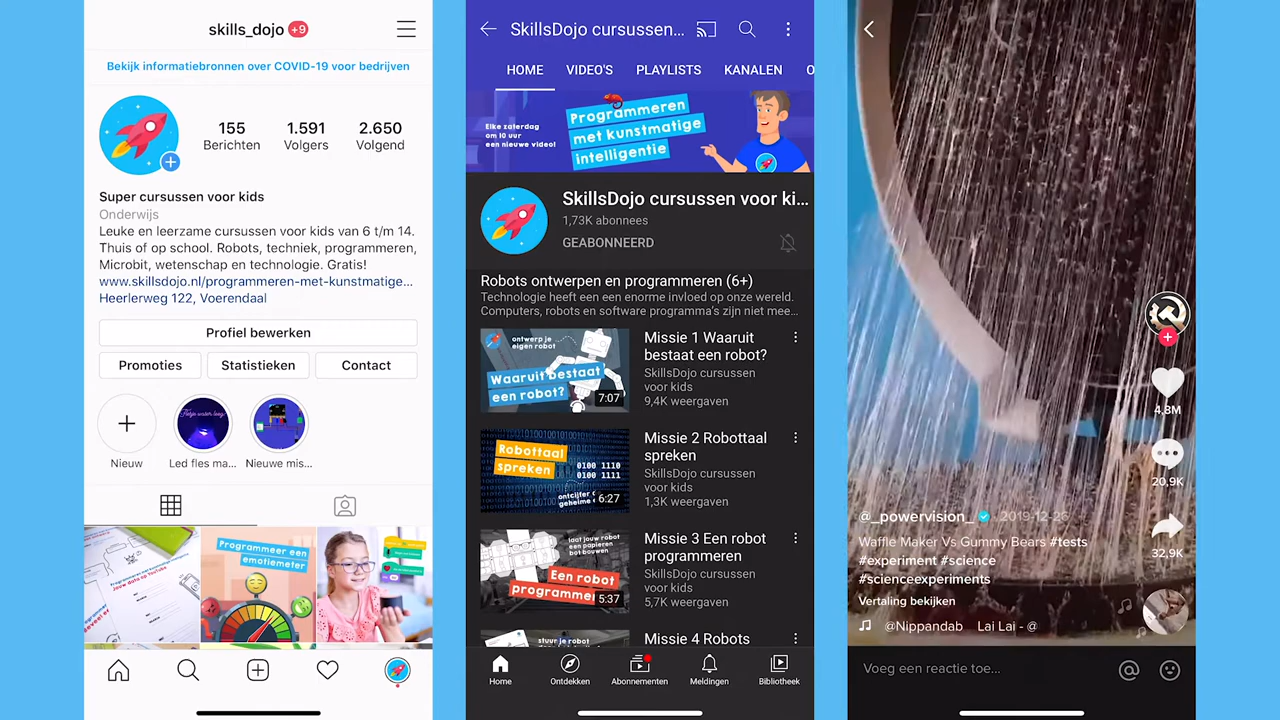 skills_dojo +9
Bekijk informatiebronnen over COVID-19 voor bedrijven
155
Berichten
1.591
Volgers
2.650
Volgend
Super cursussen voor kids
Onderwijs
Leuke en leerzame cursussen voor kids van 6 t/m 14.
Thuis of op school. Robots, techniek, programmeren,
Microbit, wetenschap en technologie. Gratis!
www.skillsdojo.nl/programmeren-met-kunstmatige...
Heerlerweg 122, Voerendaal
Profiel bewerken
Promoties
Statistieken
Contact
Nieuw
Led fles ma...
Nieuwe mis...
Programmeer een
emotiemeter
SkillsDojo cursussen...
HOME VIDEO'S PLAYLISTS KANALEN O
Elke zaterdag
om 10 uur
een nieuwe video!
Programmeren
met kunstmatige
intelligentie
SkillsDojo cursussen voor ki...
1,73K abonnees
GEABONNEERD
Robots ontwerpen en programmeren (6+)
Technologie heeft een een enorme invloed op onze wereld.
Computers, robots en software programma's zijn niet mee...
ontwerp je
eigen robot
Waaruit bestaat
een robot?
7:07
Missie 1 Waaruit
bestaat een robot?
SkillsDojo cursussen
voor kids
9,4K weergaven
Robottaal
spreken
0100 1110
0100 1111
ontcijfer
geheime
6:27
Missie 2 Robottaal
spreken
SkillsDojo cursussen
voor kids
1,3K weergaven
laat jouw robot
een papieren
bot bouwen
Een robot
programme
5:37
Missie 3 Een robot
programmeren
SkillsDojo cursussen
voor kids
5,7K weergaven
stuur je robot
Missie 4 Robots
Home
Ontdekken
Abonnementen
Meldingen
Bibliotheek
4,8M
20,9K
32,9K
@_powervision_ 2019-12-26
Waffle Maker Vs Gummy Bears #tests
#experiment #science
#scienceexperiments
Vertaling bekijken
@Nippandab Lai Lai - @
Voeg een reactie toe...